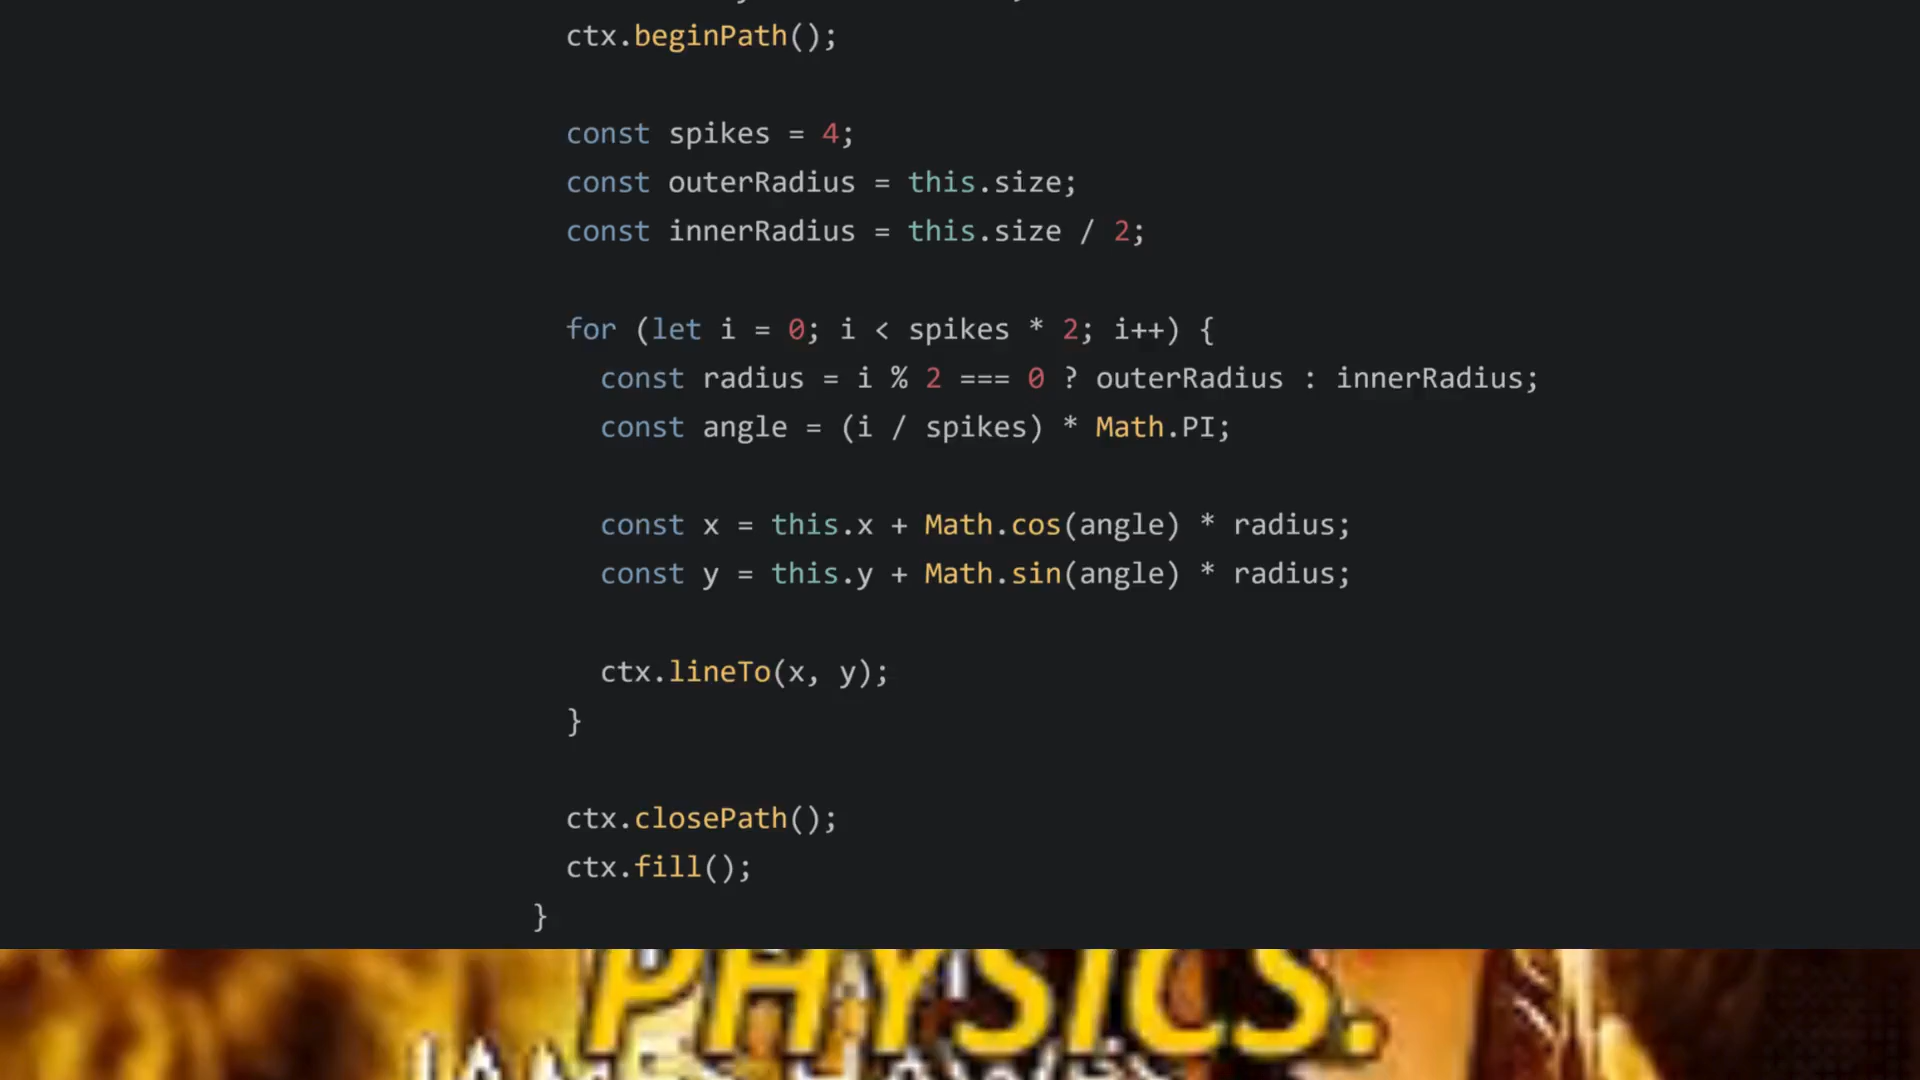 ctx.beginPath();
const spikes = 4;
const outerRadius = this.size;
const innerRadius = this.size / 2;
for (let i = 0; i < spikes * 2; i++) {
const radius = i % 2 === 0 ? outerRadius : innerRadius;
const angle = (i / spikes) * Math.PI;
const x = this.x + Math.cos(angle) * radius;
const y = this.y + Math.sin(angle) * radius;
ctx.lineTo(x, y);
}
ctx.closePath();
ctx.fill();
}
PHYSICS.